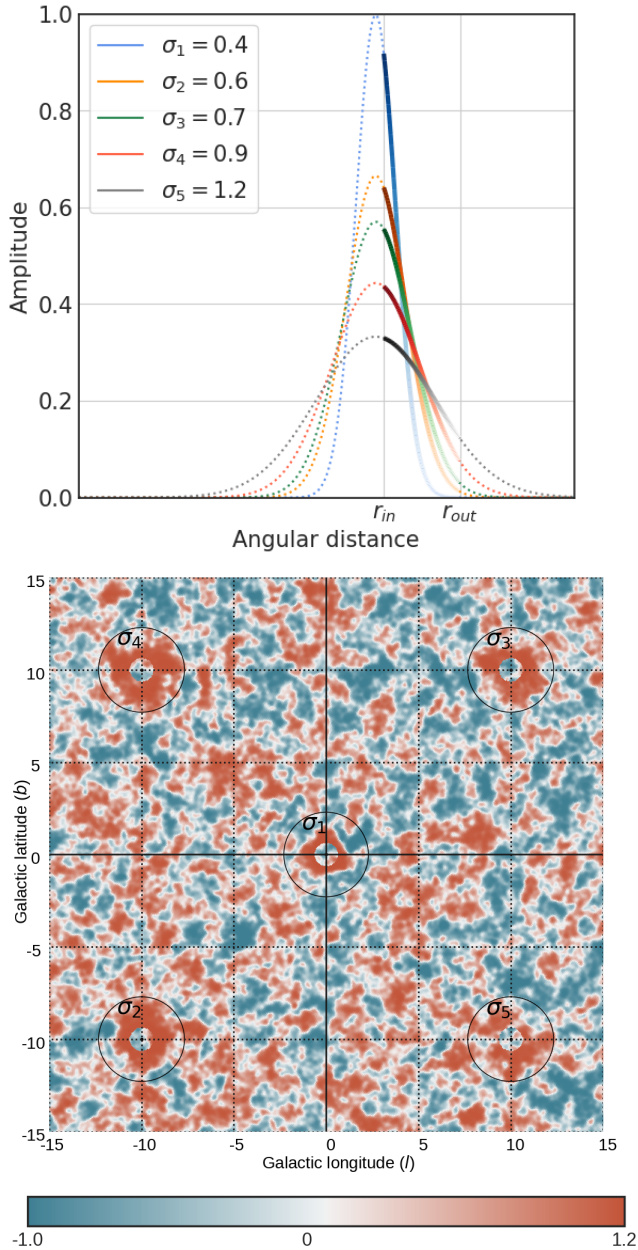 1.0
0.8
0.6
0.4
0.2
0.0
Amplitude
σ1 = 0.4
σ2 = 0.6
σ3 = 0.7
σ4 = 0.9
σ5 = 1.2
rin
rout
Angular distance
15
10
5
0
-5
-10
-15
Galactic latitude (b)
σ4
σ3
σ1
σ2
σ5
-15
-10
-5
0
5
10
15
Galactic longitude (l)
-1.0
0
1.2